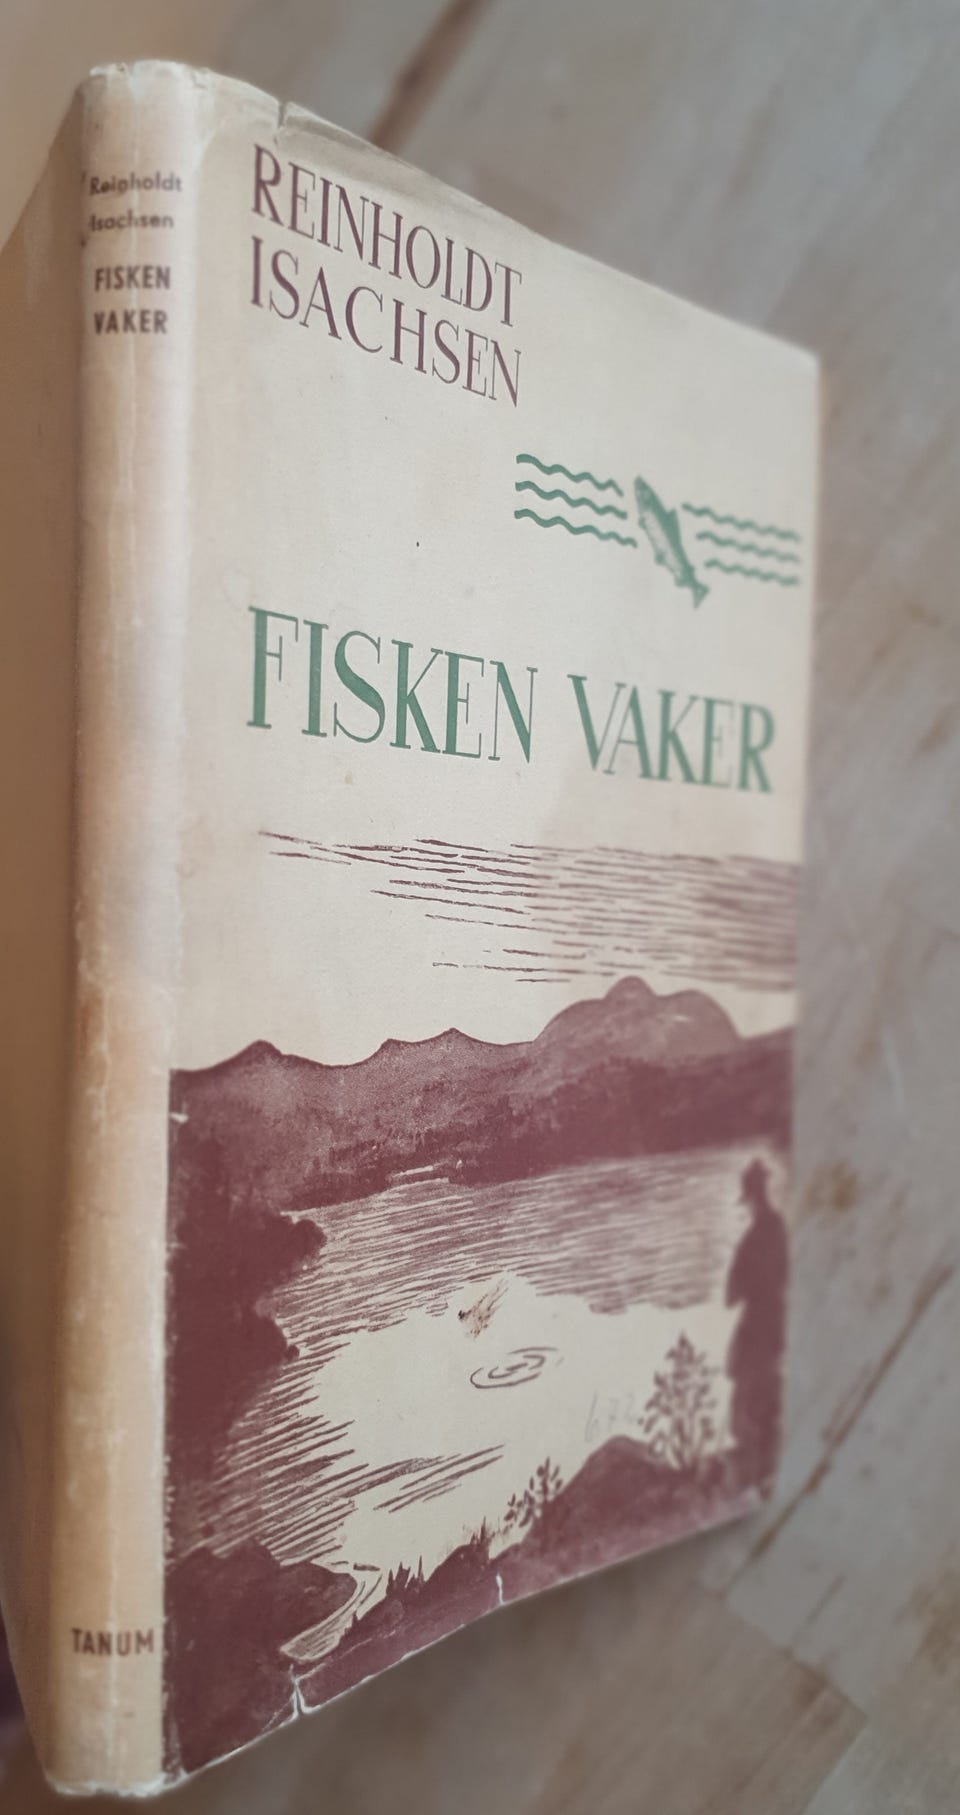 Reinholdt
Isachsen
FISKEN
VAKER
TANUM
REINHOLDT
ISACHSEN
FISKEN VAKER